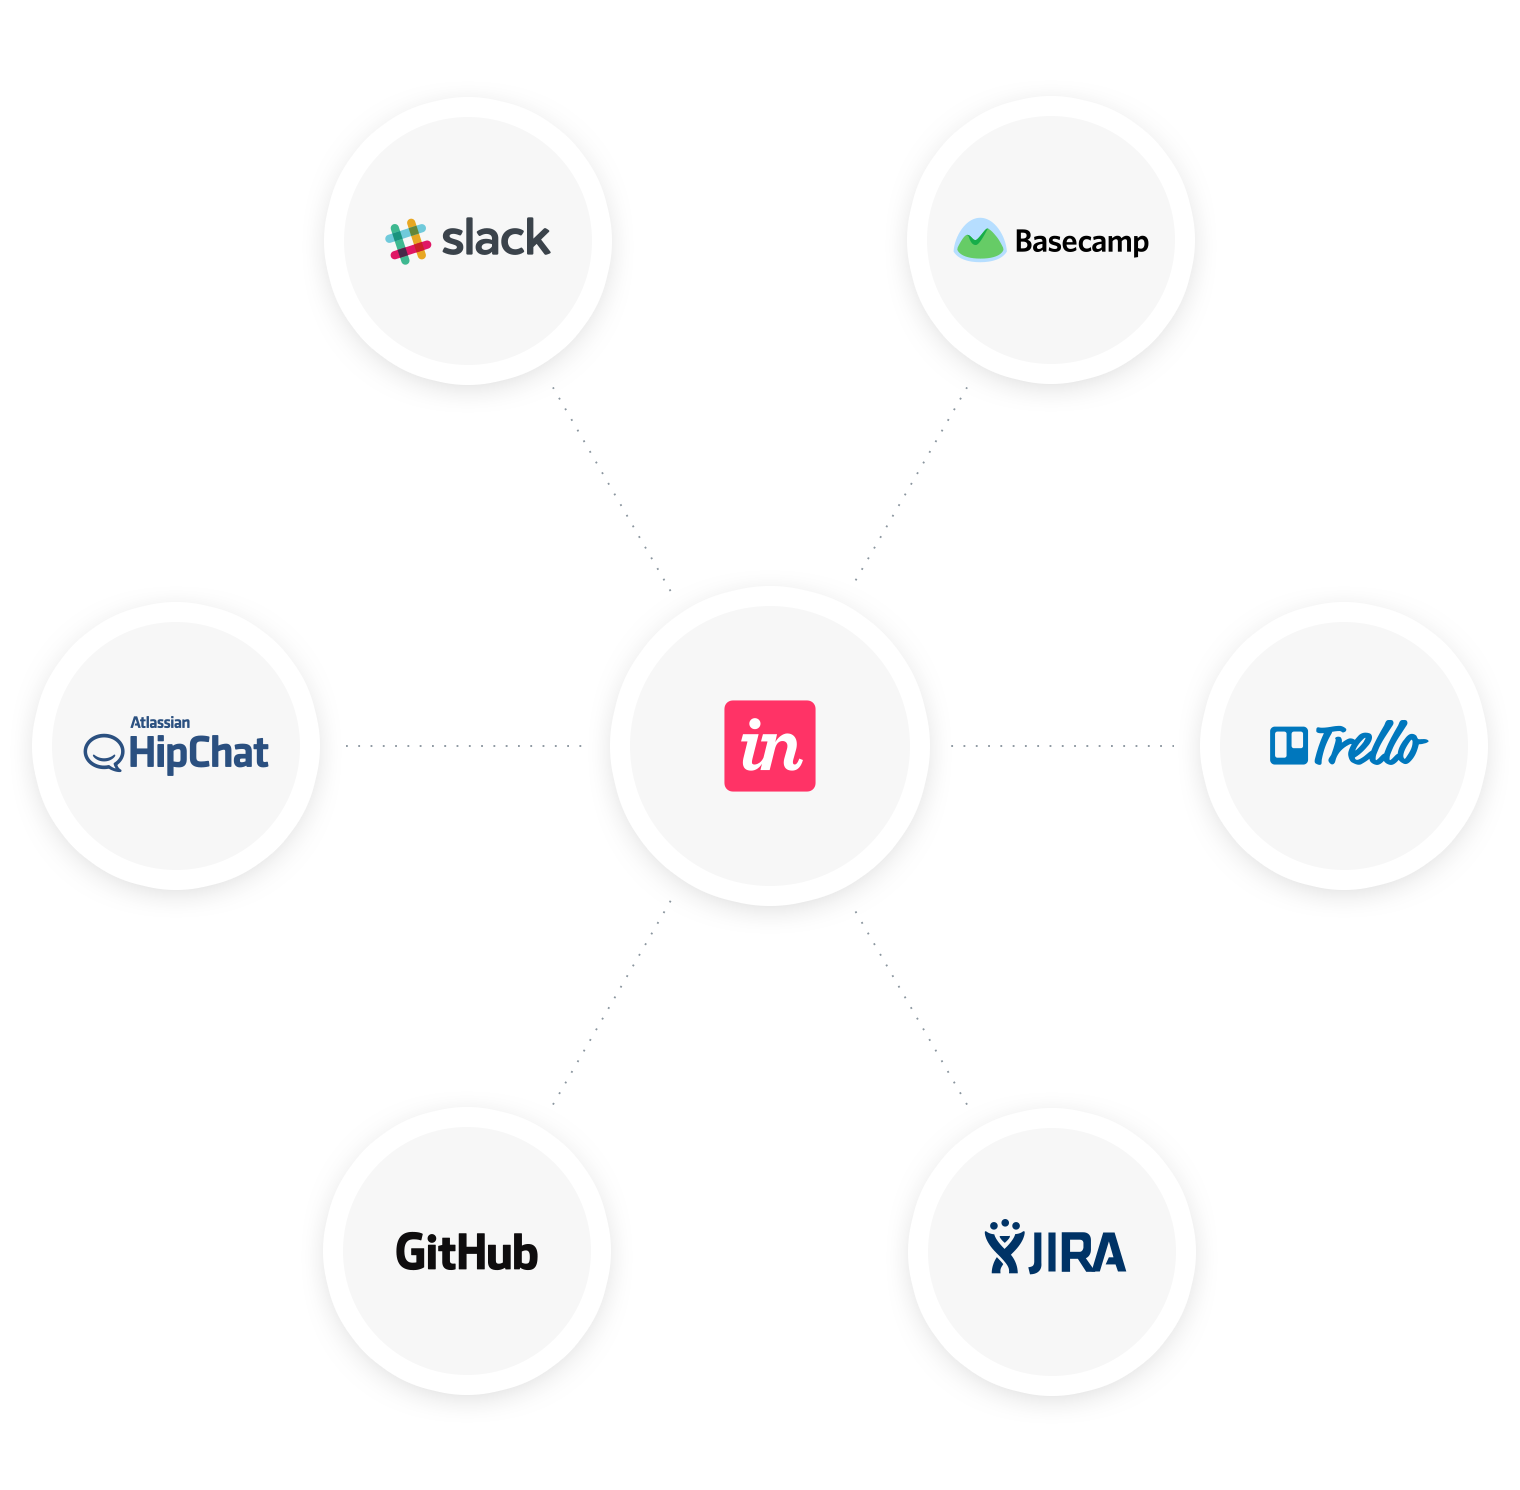 slack
Basecamp
Atlassian
HipChat
in
Trello
GitHub
JIRA